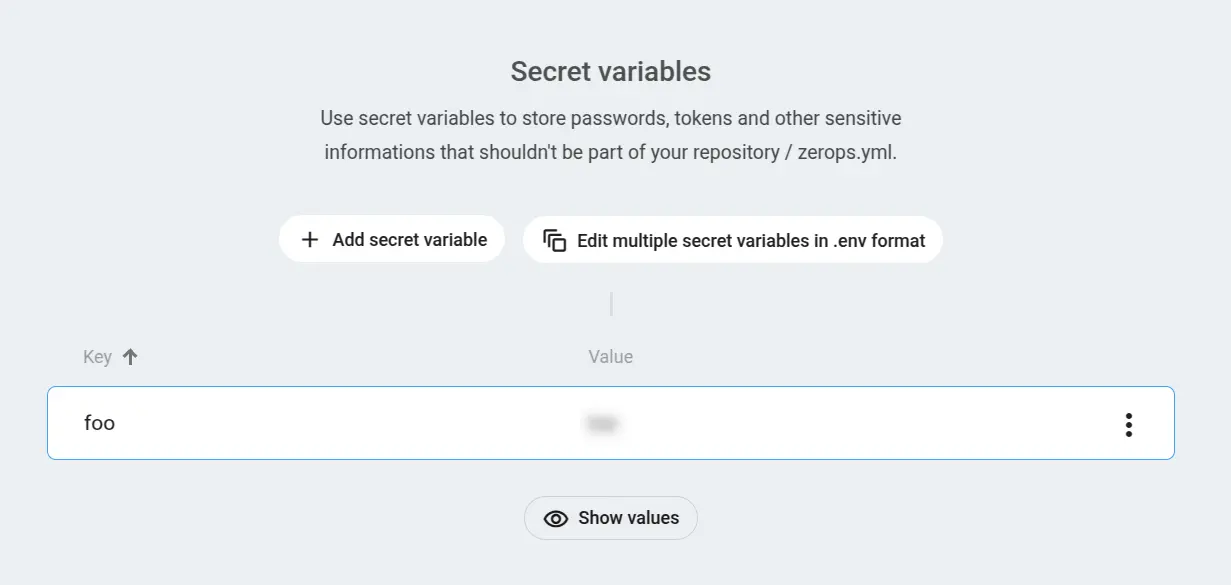 Secret variables
Use secret variables to store passwords, tokens and other sensitive
informations that shouldn't be part of your repository / zerops.yml.
Add secret variable
Edit multiple secret variables in .env format
Key
Value
foo
Show values